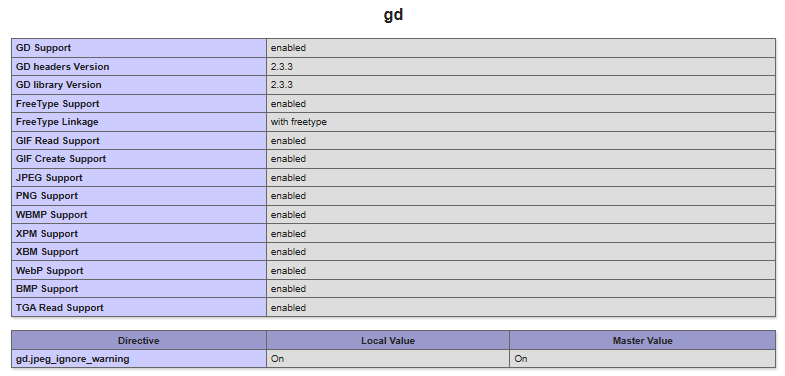 gd
GD Support enabled
GD headers Version 2.3.3
GD library Version 2.3.3
FreeType Support enabled
FreeType Linkage with freetype
GIF Read Support enabled
GIF Create Support enabled
JPEG Support enabled
PNG Support enabled
WBMP Support enabled
XPM Support enabled
XBM Support enabled
WebP Support enabled
BMP Support enabled
TGA Read Support enabled
Directive Local Value Master Value
gd.jpeg_ignore_warning On On